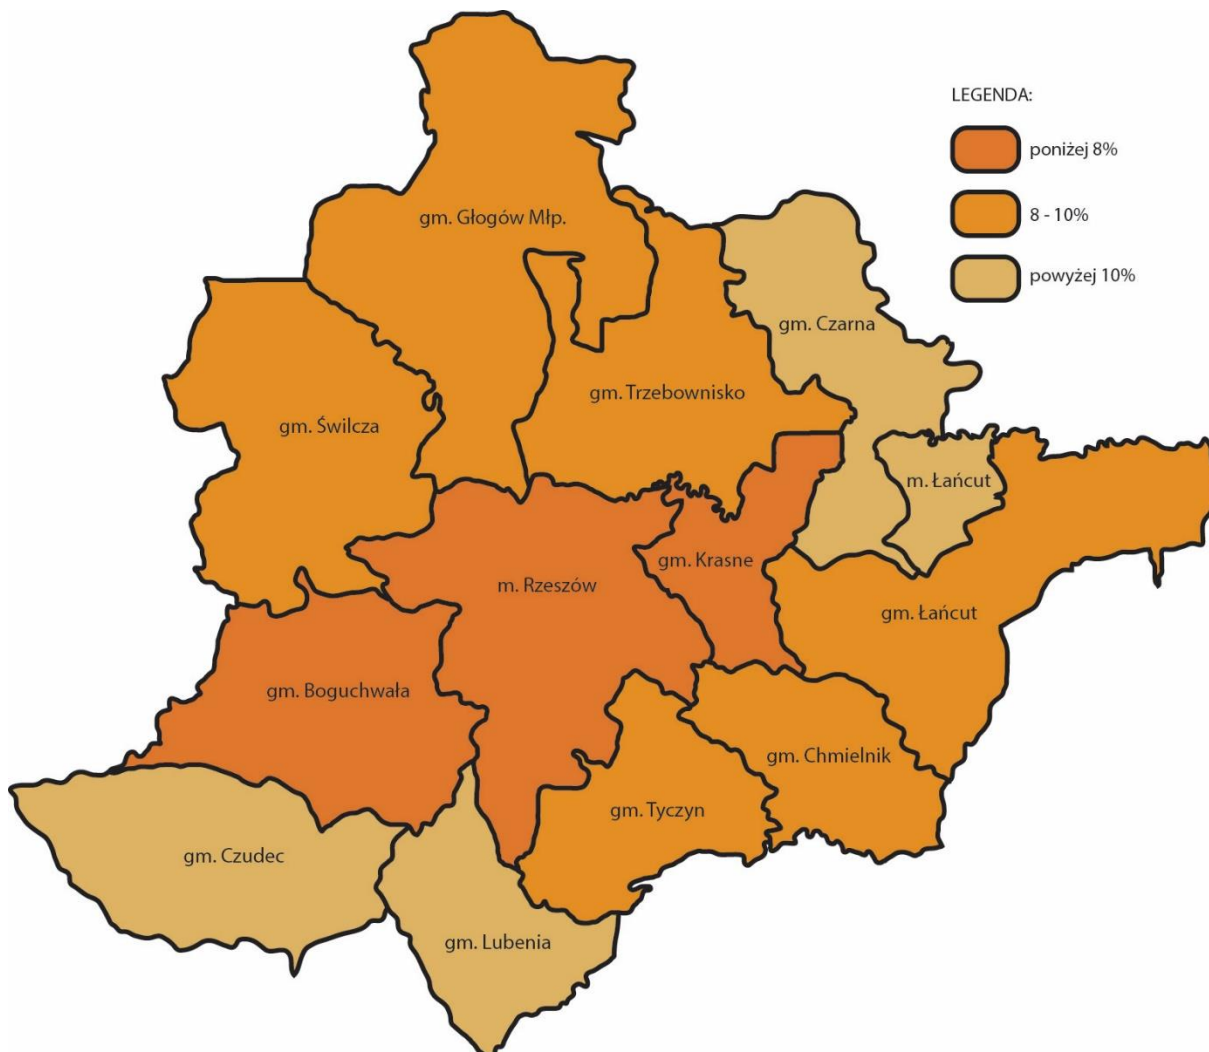 LEGENDA:
poniżej 8%
8 - 10%
powyżej 10%
gm. Głogów Młp.
gm. Czarna
gm. Trzebownisko
gm. Świlcza
m. Łańcut
gm. Krasne
m. Rzeszów
gm. Łańcut
gm. Boguchwała
gm. Chmielnik
gm. Tyczyn
gm. Czudec
gm. Lubenia